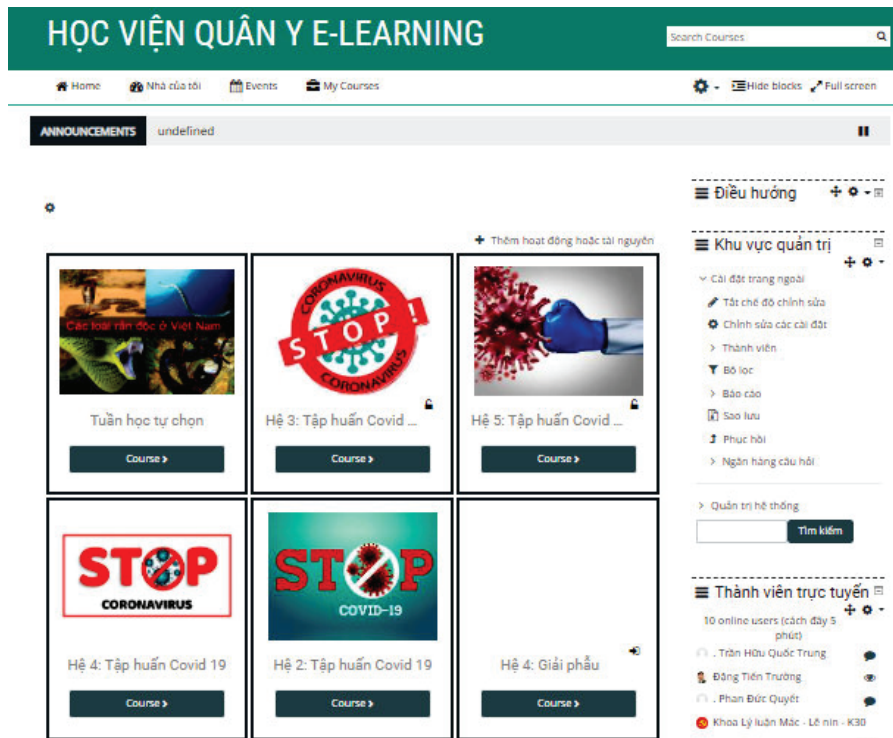 HỌC VIỆN QUÂN Y E-LEARNING
Search Courses
Home Nhà của tôi Events My Courses
Hide blocks Full screen
ANNOUNCEMENTS undefined
Thêm hoạt động hoặc tài nguyên
Các loài rắn độc ở Việt Nam
Tuần học tự chọn
Course
CORONAVIRUS
STOP!
CORONAVIRUS
Hệ 3: Tập huấn Covid ...
Course
Hệ 5: Tập huấn Covid ...
Course
STOP
CORONAVIRUS
Hệ 4: Tập huấn Covid 19
Course
STOP
COVID-19
Hệ 2: Tập huấn Covid 19
Course
Hệ 4: Giải phẫu
Course
Điều hướng
Khu vực quản trị
Cài đặt trang ngoài
Tắt chế độ chỉnh sửa
Chỉnh sửa các cài đặt
Thành viên
Bộ lọc
Báo cáo
Sao lưu
Phục hồi
Ngân hàng câu hỏi
Quản trị hệ thống
Tìm kiếm
Thành viên trực tuyến
10 online users (cách đây 5
phút)
. Trần Hữu Quốc Trung
Đặng Tiến Trường
. Phan Đức Quyết
Khoa Lý luận Mác - Lê nin - K30